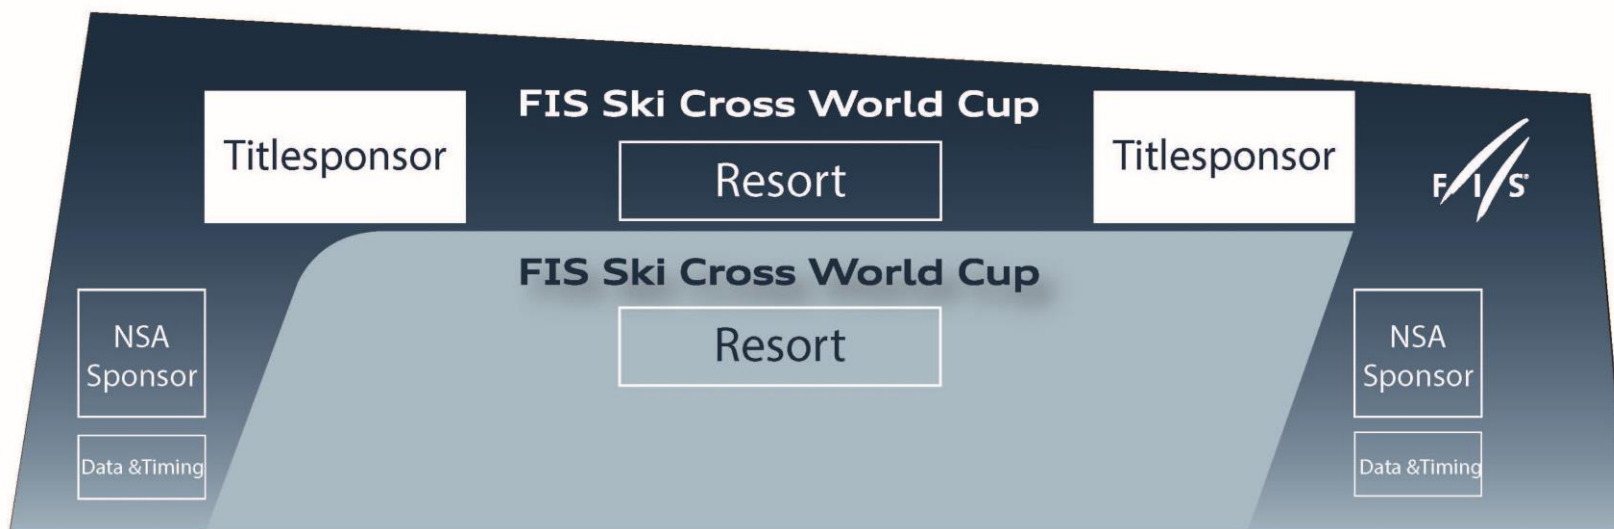 FIS Ski Cross World Cup
Titlesponsor
Resort
Titlesponsor
F/I/S®
FIS Ski Cross World Cup
Resort
NSA
Sponsor
NSA
Sponsor
Data &Timing
Data &Timing